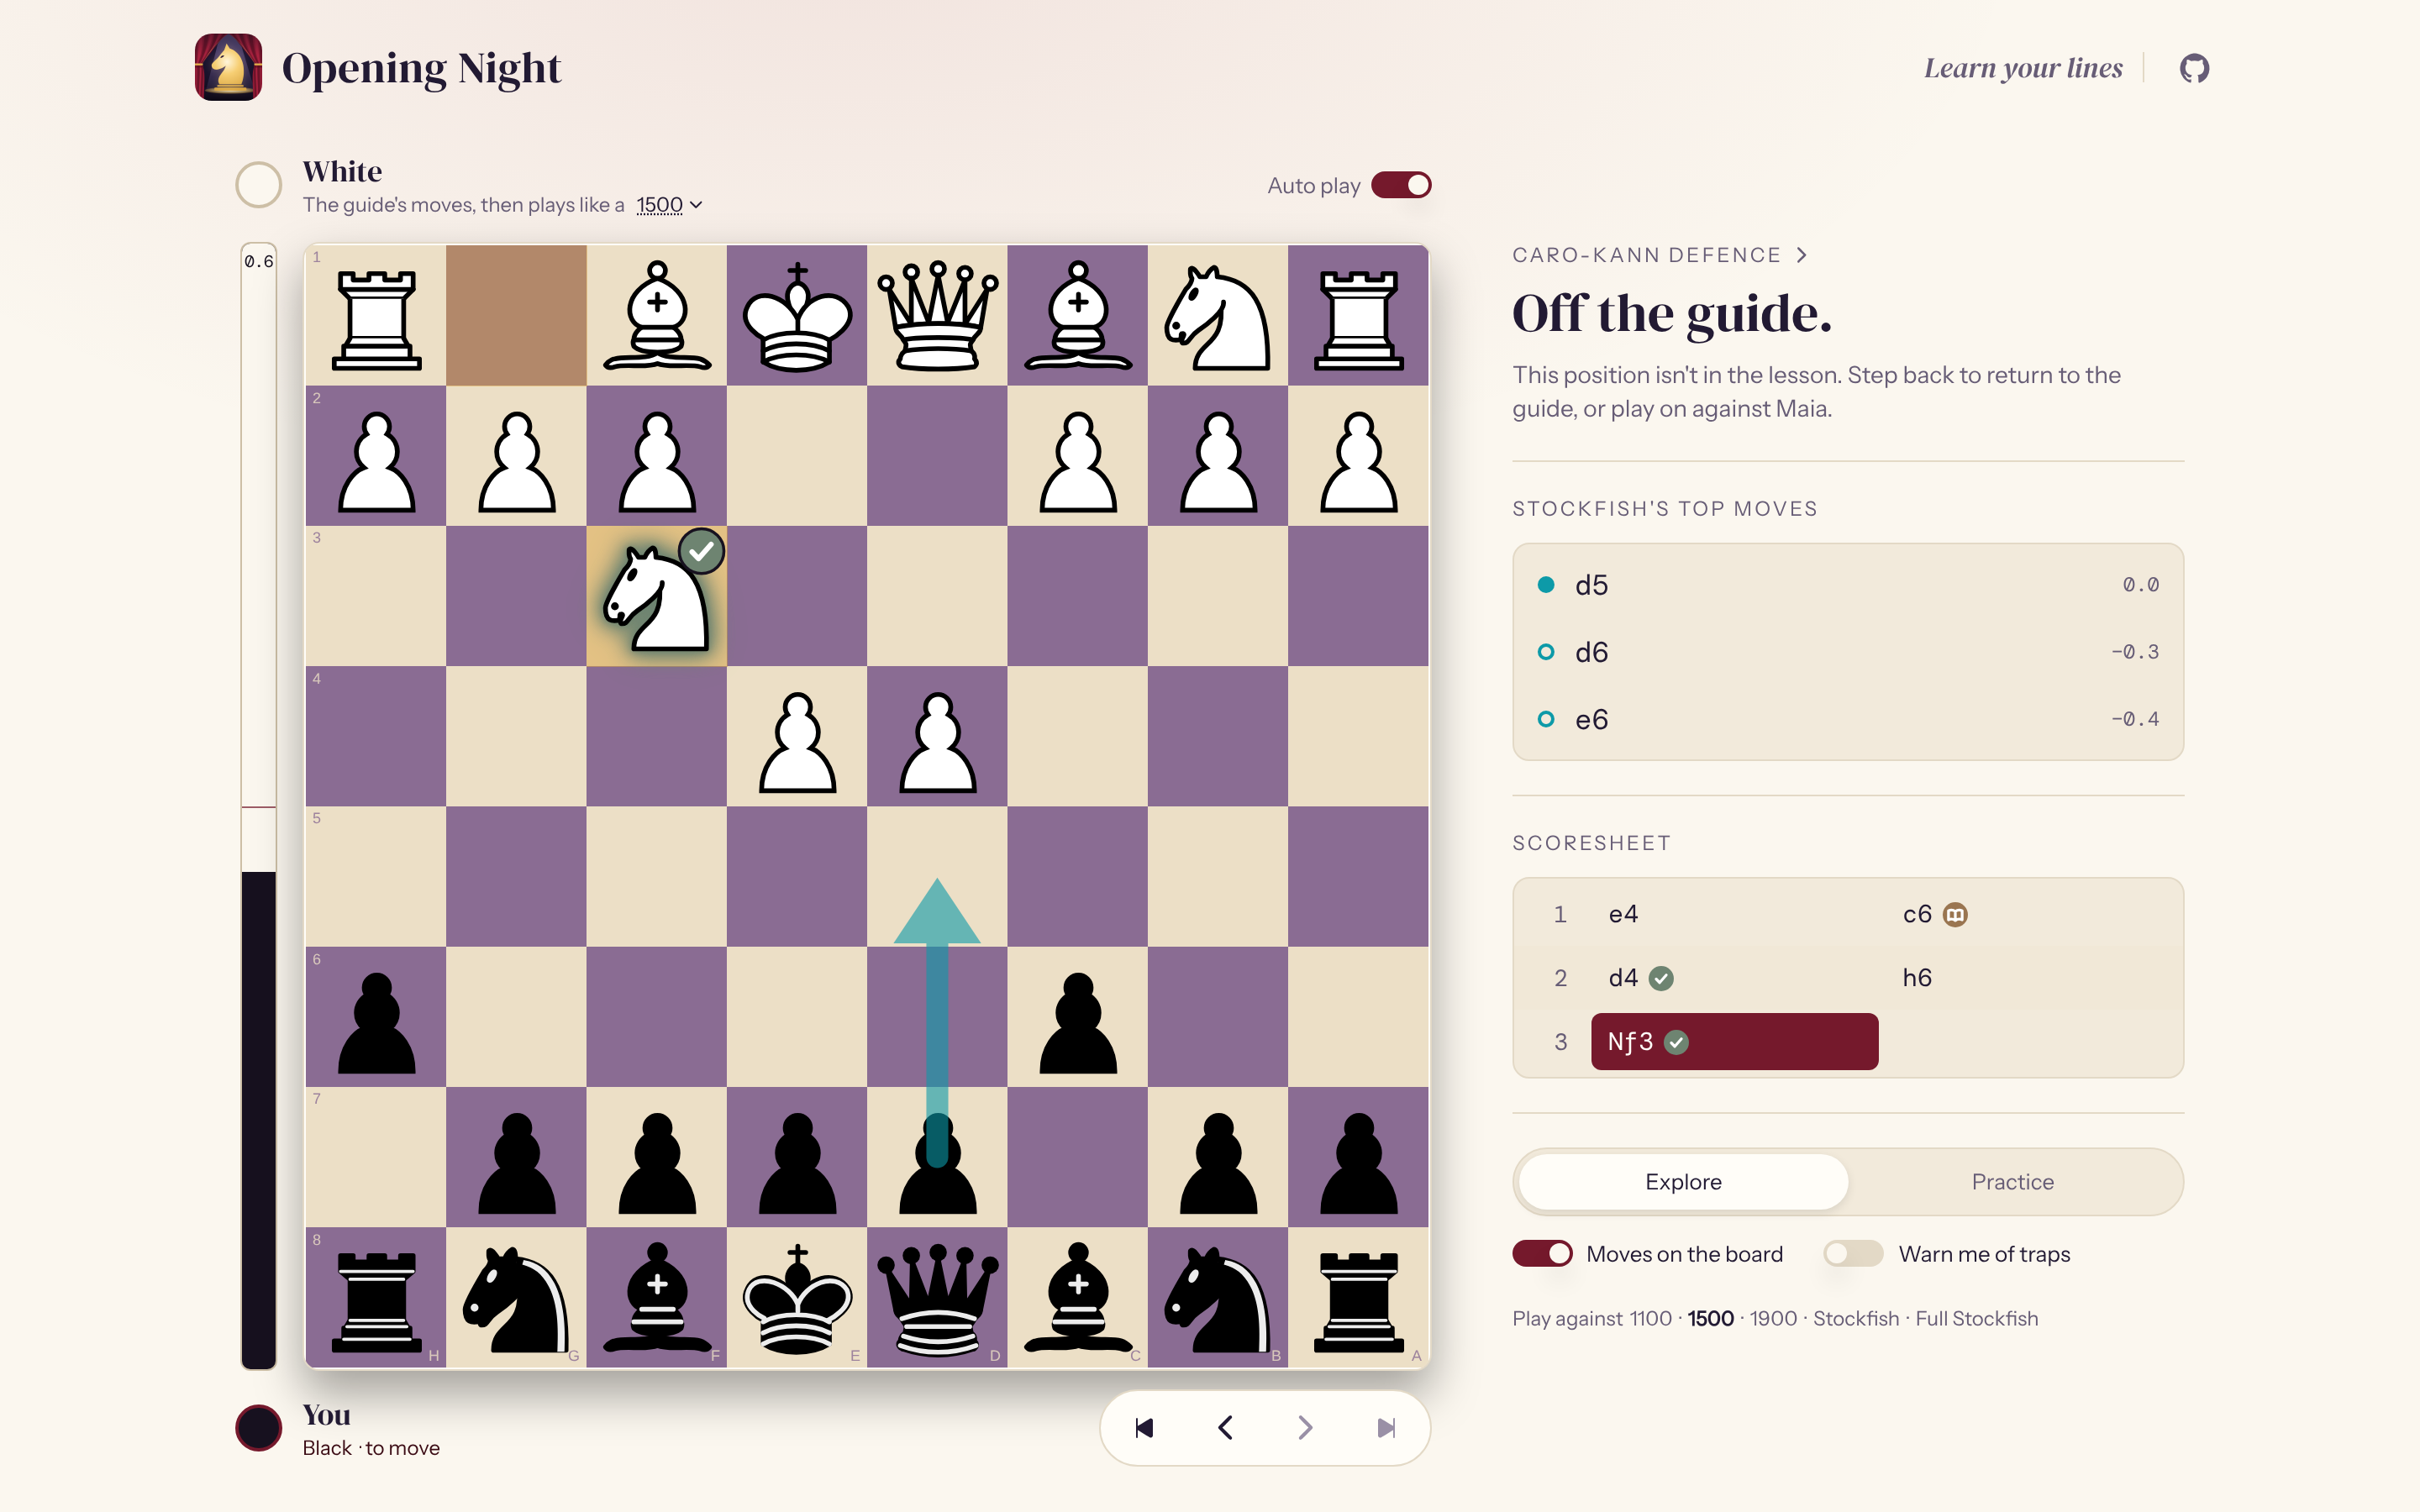 Opening Night
Learn your lines
White
The guide's moves, then plays like a 1500
Auto play
0.6
1
2
3
4
5
6
7
8
H G F E D C B A
CARO-KANN DEFENCE
Off the guide.
This position isn't in the lesson. Step back to return to the
guide, or play on against Maia.
STOCKFISH'S TOP MOVES
d5 0.0
d6 −0.3
e6 −0.4
SCORESHEET
1 e4 c6
2 d4 h6
3 Nf3
Explore Practice
Moves on the board Warn me of traps
Play against 1100 · 1500 · 1900 · Stockfish · Full Stockfish
You
Black · to move